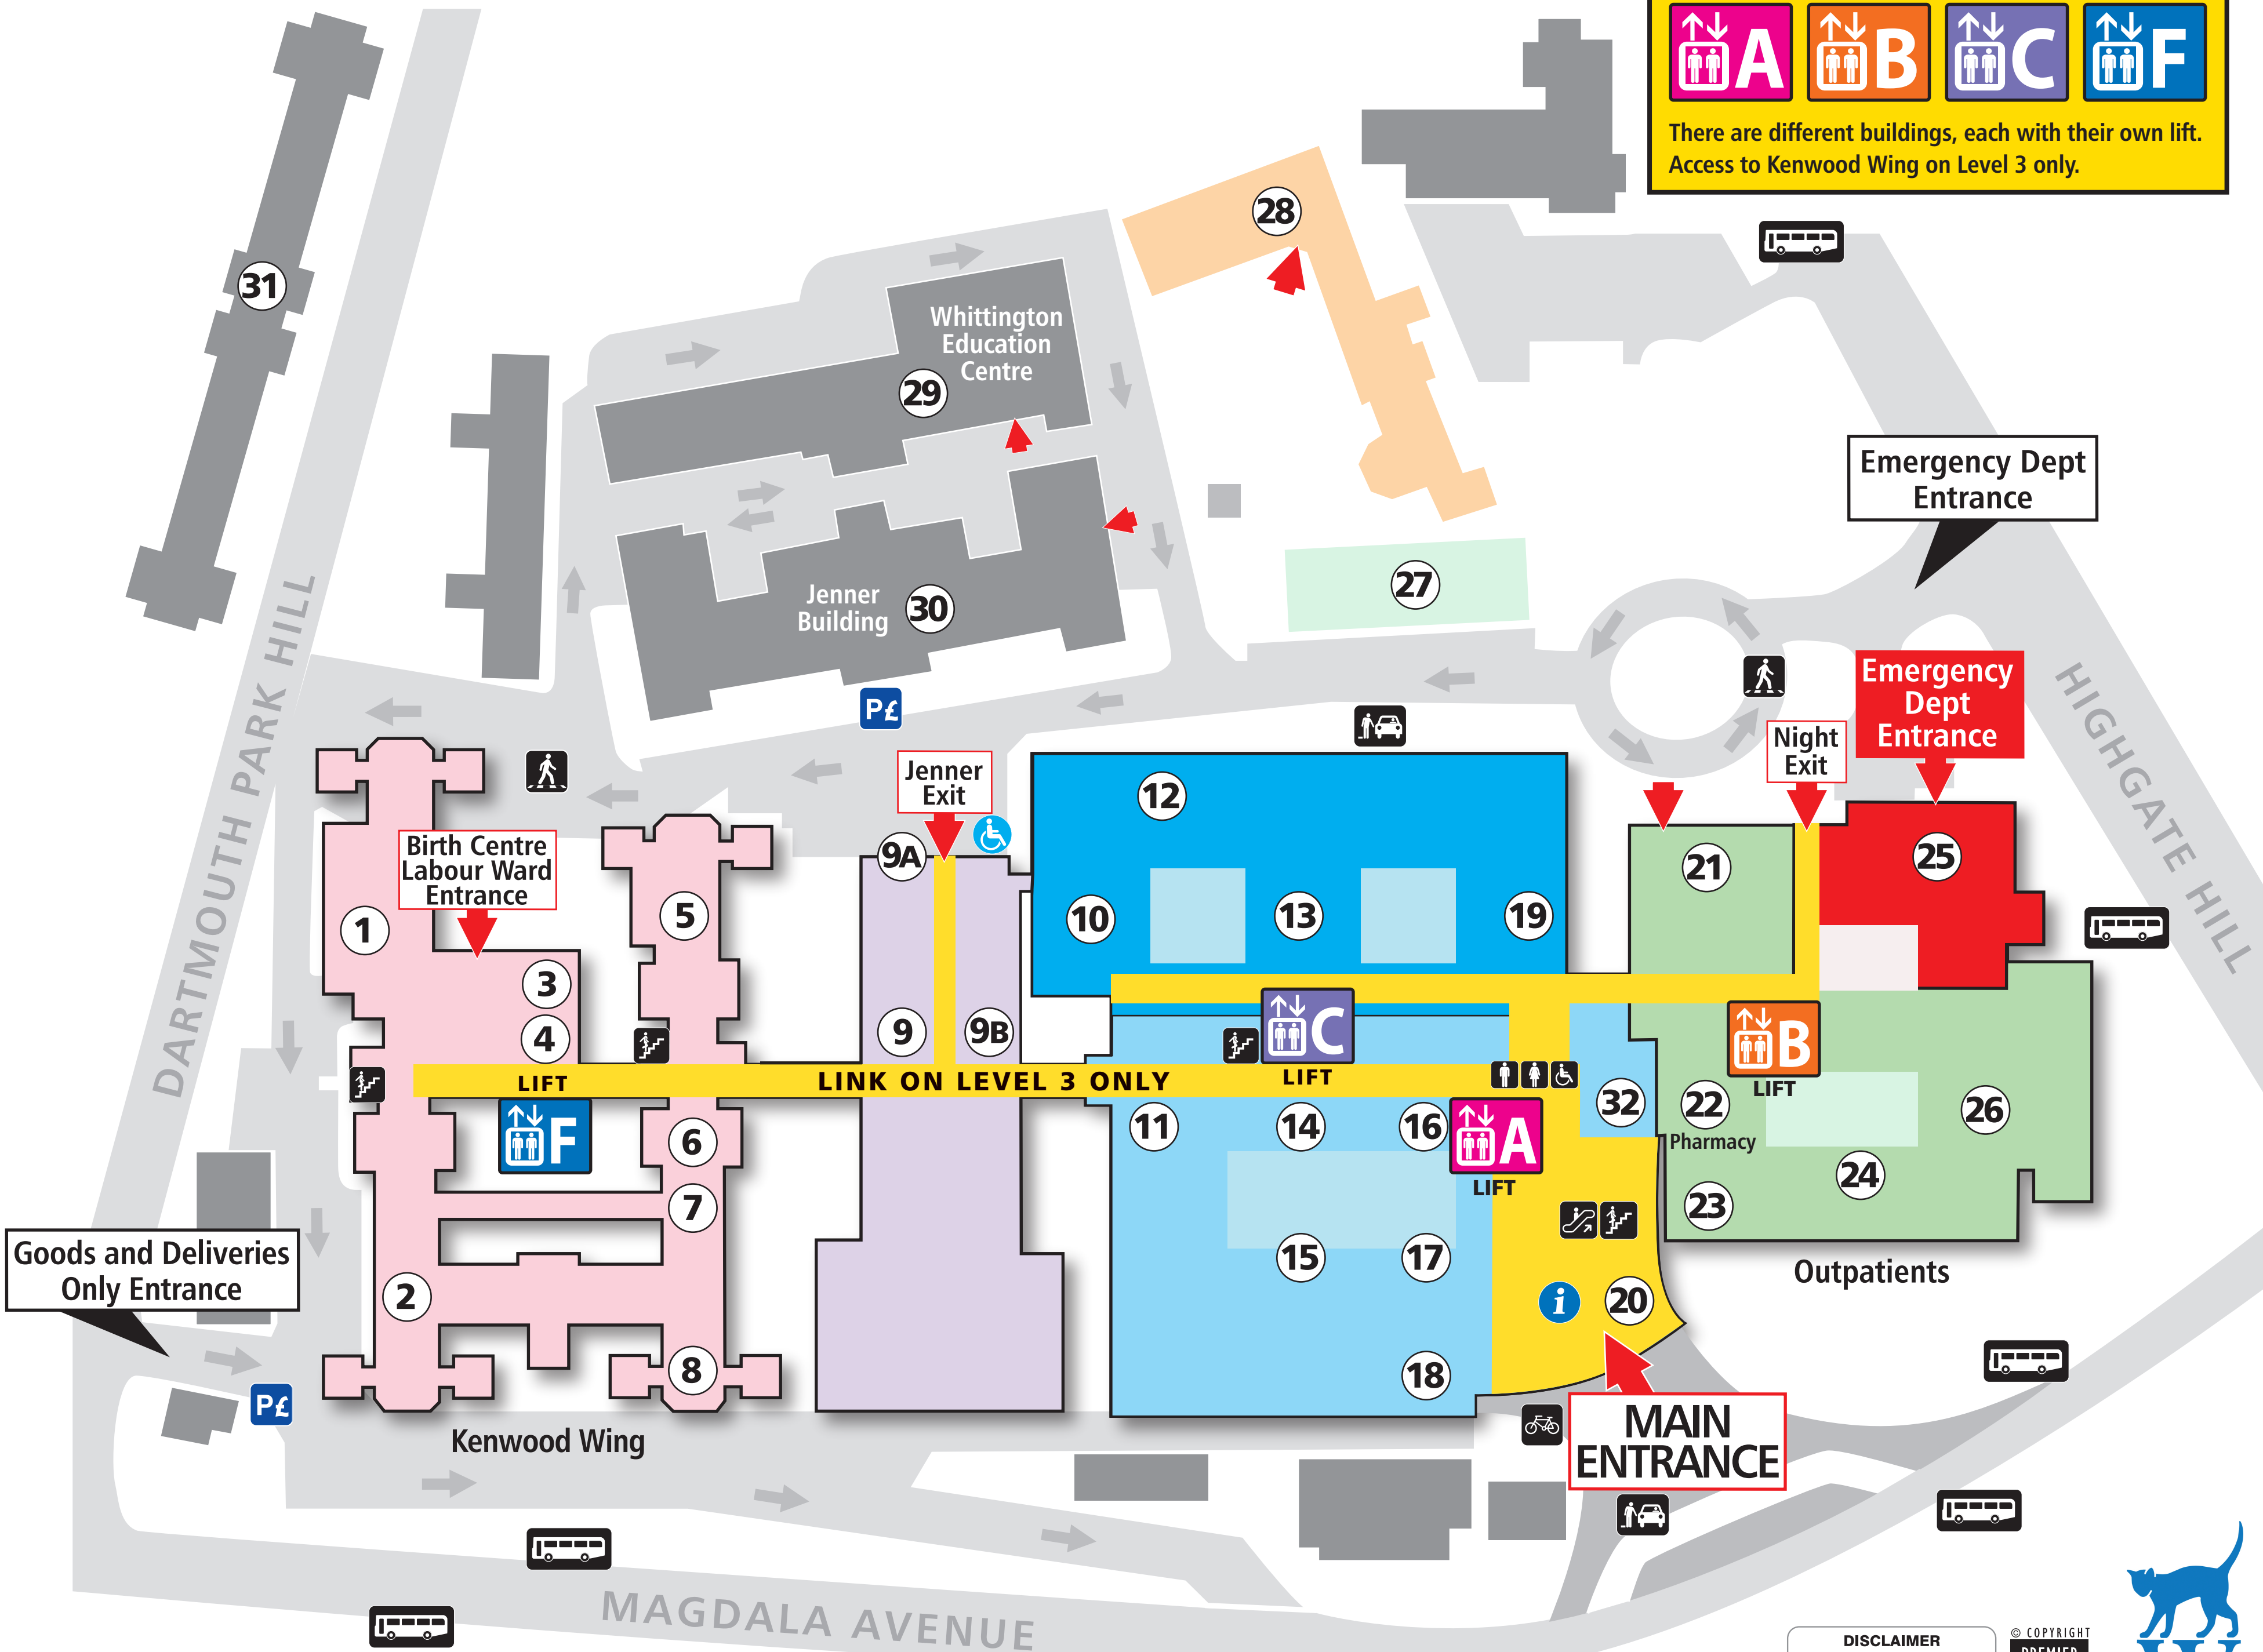 A
B
C
F
There are different buildings, each with their own lift.
Access to Kenwood Wing on Level 3 only.
28
31
Whittington
Education
Centre
29
Emergency Dept
Entrance
27
Jenner
Building
30
DARTMOUTH PARK HILL
HIGHGATE HILL
P£
Emergency
Dept
Entrance
Night
Exit
Jenner
Exit
12
Birth Centre
Labour Ward
Entrance
9A
21
25
1
5
10
13
19
3
4
9
9B
C
LIFT
B
LIFT
LIFT
LINK ON LEVEL 3 ONLY
F
6
11
14
16
A
LIFT
32
22
Pharmacy
26
7
24
23
Goods and Deliveries
Only Entrance
2
15
17
i
20
Outpatients
8
18
P£
Kenwood Wing
MAIN
ENTRANCE
MAGDALA AVENUE
DISCLAIMER
© COPYRIGHT
PREMIER